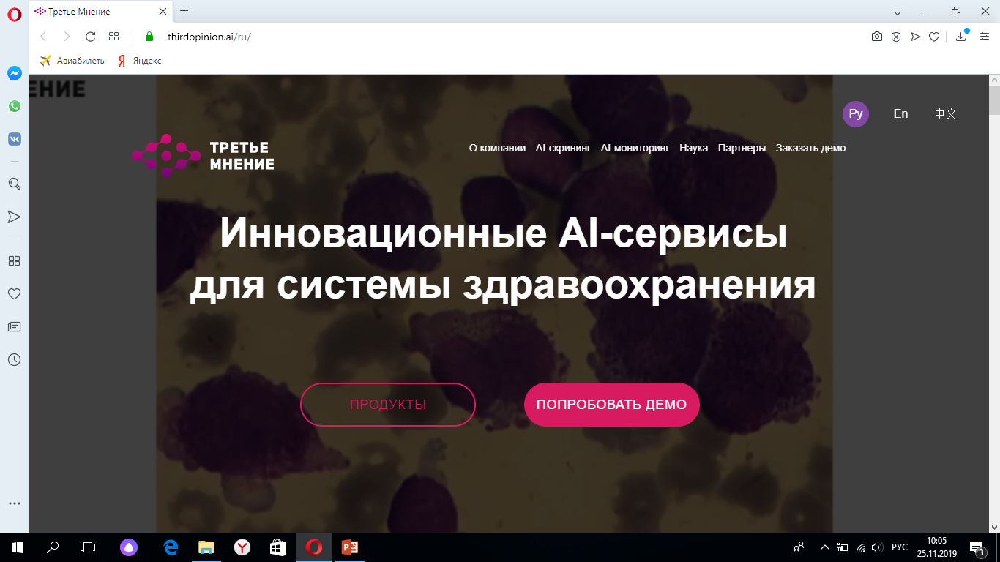 Третье Мнение
thirdopinion.ai/ru/
Авиабилеты
Яндекс
ЕНИЕ
Ру
En
中文
ТРЕТЬЕ
МНЕНИЕ
О компании
AI-скрининг
AI-мониторинг
Наука
Партнеры
Заказать демо
Инновационные AI-сервисы
для системы здравоохранения
ПРОДУКТЫ
ПОПРОБОВАТЬ ДЕМО
РУС
10:05
25.11.2019
3